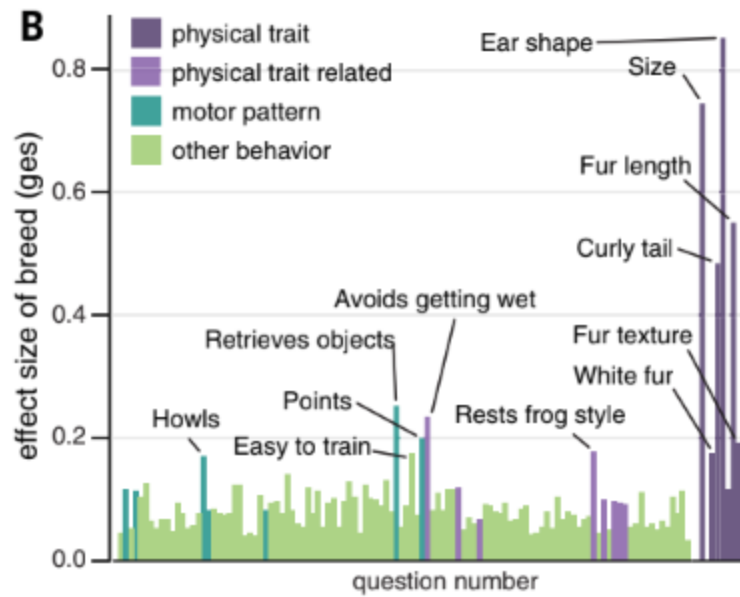 B
physical trait
physical trait related
motor pattern
other behavior
Ear shape
Size
Fur length
Curly tail
Avoids getting wet
Retrieves objects
Fur texture
White fur
Points
Rests frog style
Howls
Easy to train
0.8
0.6
0.4
0.2
0.0
effect size of breed (ges)
question number